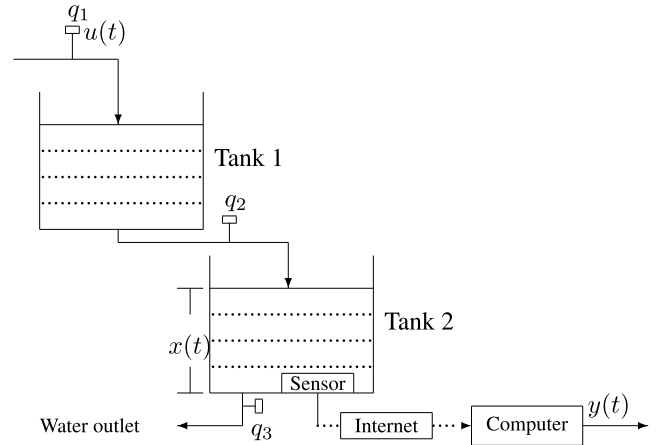 q₁
u(t)
Tank 1
q₂
Tank 2
x(t)
Sensor
Water outlet
q₃
Internet
Computer
y(t)